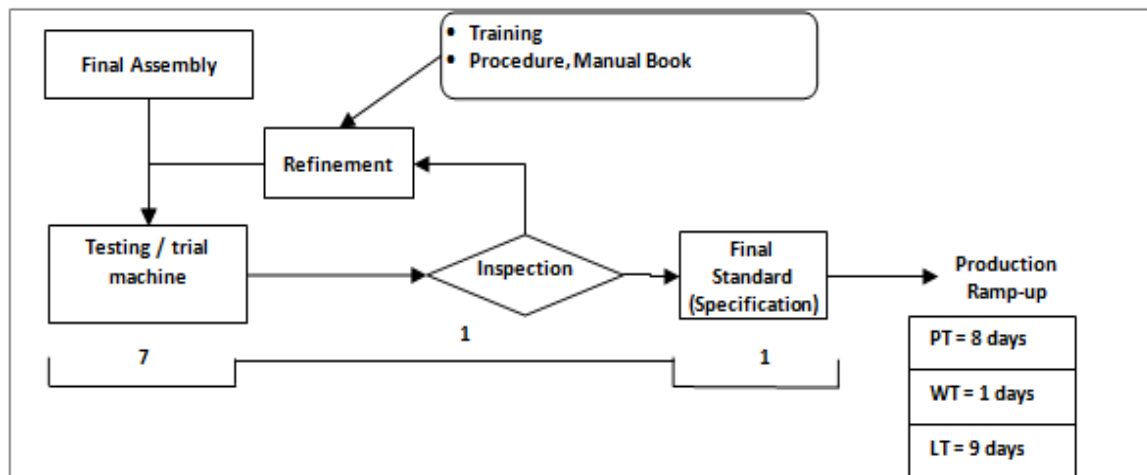 Final Assembly
• Training
• Procedure, Manual Book
Refinement
Testing / trial
machine
Inspection
Final
Standard
(Specification)
Production
Ramp-up
7
1
1
PT = 8 days
WT = 1 days
LT = 9 days